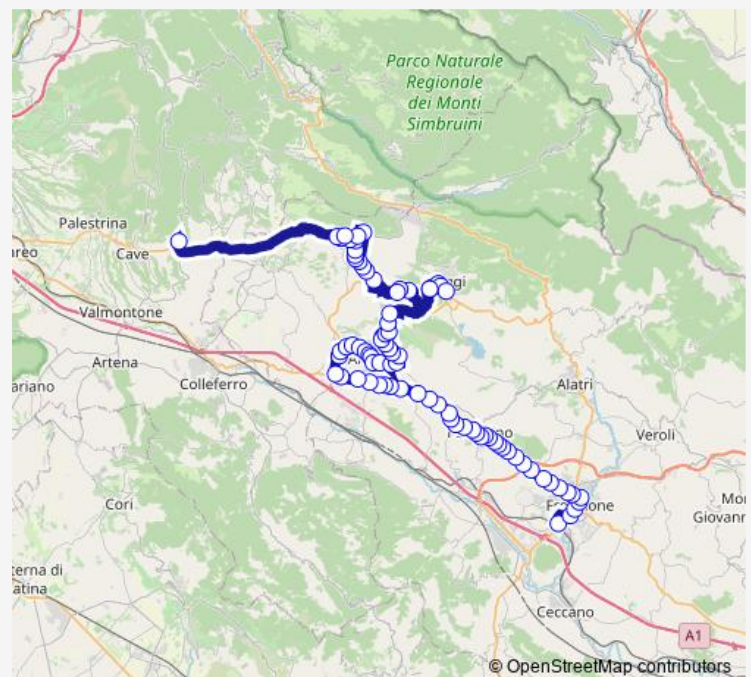 Parco Naturale
Regionale
dei Monti
Simbruini
Palestrina
Cave
Valmontone
Artena
Colleferro
Alatri
Veroli
Cori
Ceccano
A1
© OpenStreetMap contributors